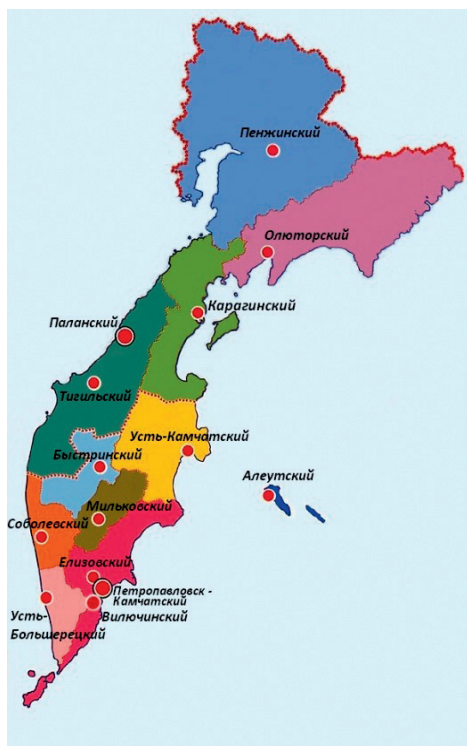 Пенжинский
Олюторский
Карагинский
Паланский
Тигильский
Усть-Камчатский
Быстринский
Алеутский
Мильковский
Соболевский
Елизовский
Петропавловск -
Камчатский
Усть-
Большерецкий
Вилючинский